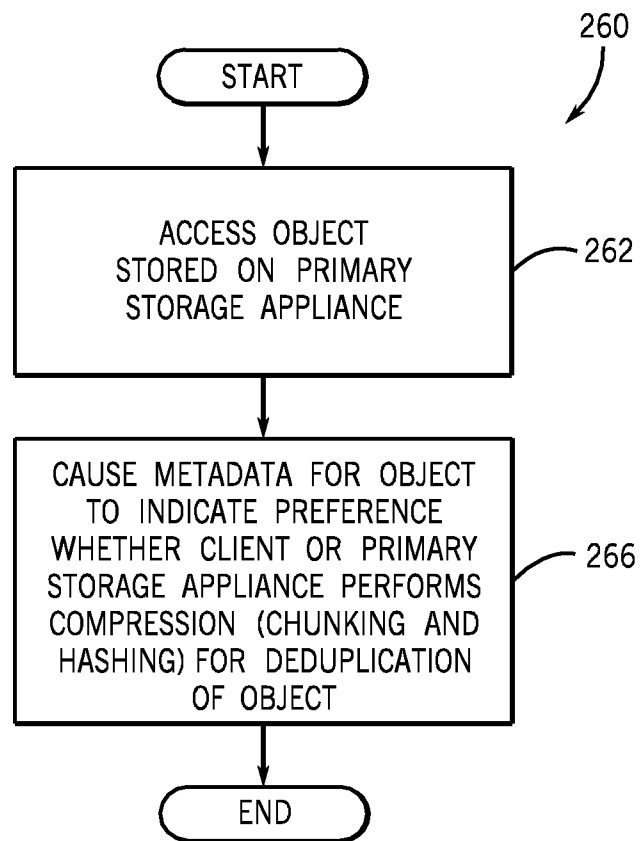 260
START
ACCESS OBJECT
STORED ON PRIMARY
STORAGE APPLIANCE
262
CAUSE METADATA FOR OBJECT
TO INDICATE PREFERENCE
WHETHER CLIENT OR PRIMARY
STORAGE APPLIANCE PERFORMS
COMPRESSION (CHUNKING AND
HASHING) FOR DEDUPLICATION
OF OBJECT
266
END